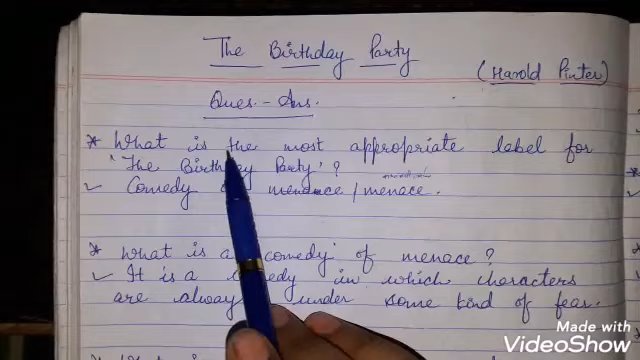 The Birthday Party
(Harold Pinter)
Ques. - Ans.
* What is the most appropriate label for
'The Birthday Party'?
✓ Comedy menace / menace.
* What is a comedy of menace?
✓ It is a comedy in which characters
are always under some kind of fear.
Made with
VideoShow